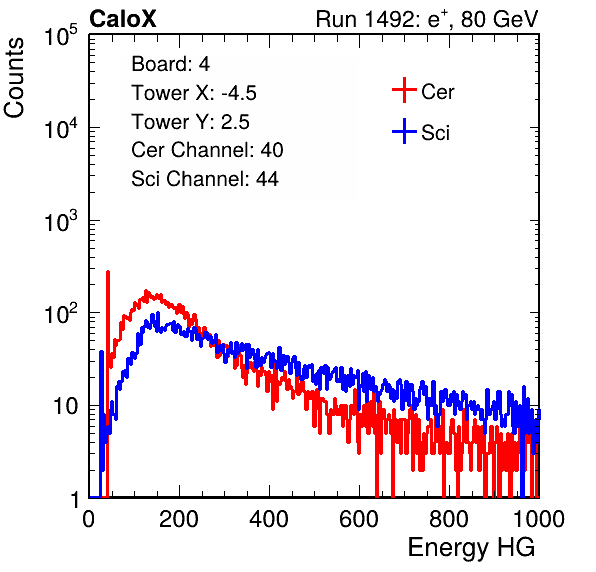 CaloX Run 1492: e+, 80 GeV
Board: 4
Tower X: -4.5
Tower Y: 2.5
Cer Channel: 40
Sci Channel: 44
Cer
Sci
Counts
10^5
10^4
10^3
10^2
10
1
0 200 400 600 800 1000
Energy HG